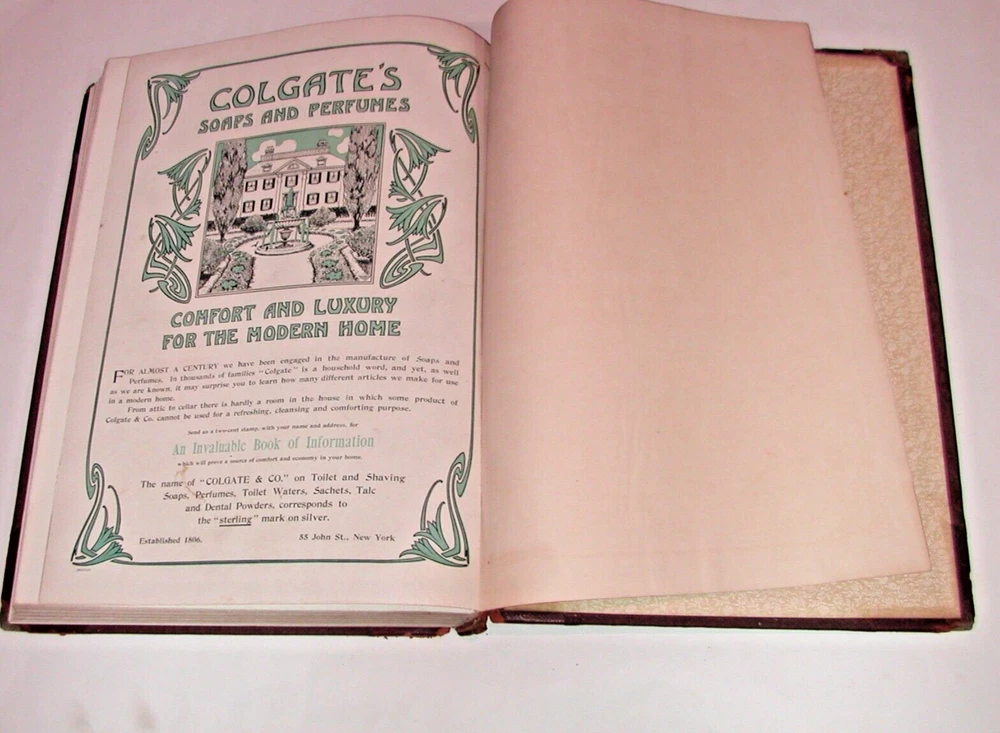 COLGATE'S
SOAPS AND PERFUMES
COMFORT AND LUXURY
FOR THE MODERN HOME
FOR ALMOST A CENTURY we have been engaged in the manufacture of Soaps and
Perfumes. In thousands of families "Colgate" is a household word, and yet, as well
as we are known, it may surprise you to learn how many different articles we make for use
in a modern home.
From attic to cellar there is hardly a room in the house in which some product of
Colgate & Co. cannot be used for a refreshing, cleansing and comforting purpose.
Send us a two-cent stamp, with your name and address, for
An Invaluable Book of Information
which will prove a source of comfort and economy in your home.
The name of "COLGATE & CO." on Toilet and Shaving
Soaps, Perfumes, Toilet Waters, Sachets, Talc
and Dental Powders, corresponds to
the "sterling" mark on silver.
Established 1806. 55 John St., New York